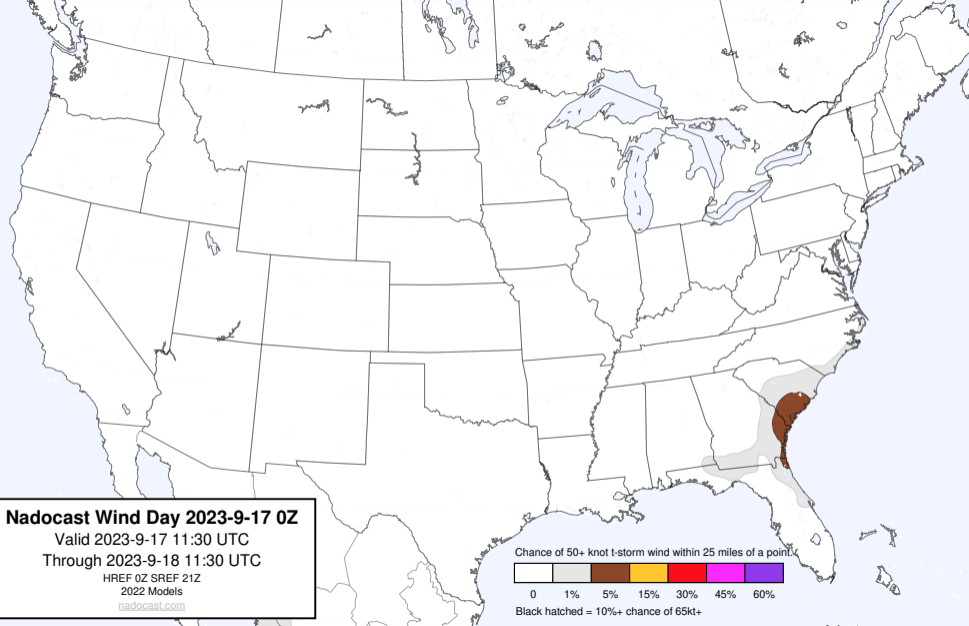 Nadocast Wind Day 2023-9-17 0Z
Valid 2023-9-17 11:30 UTC
Through 2023-9-18 11:30 UTC
HREF 0Z SREF 21Z
2022 Models
nadocast.com
Chance of 50+ knot t-storm wind within 25 miles of a point.
0 1% 5% 15% 30% 45% 60%
Black hatched = 10%+ chance of 65kt+